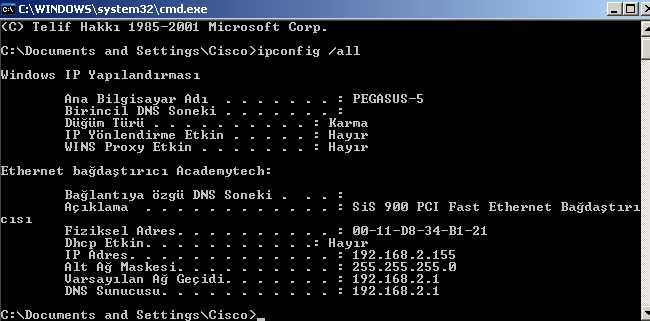 C:\WINDOWS\system32\cmd.exe
(C) Telif Hakkı 1985-2001 Microsoft Corp.
C:\Documents and Settings\Cisco>ipconfig /all
Windows IP Yapılandırması
Ana Bilgisayar Adı . . . . . . . : PEGASUS-5
Birincil DNS Soneki . . . . . . . :
Düğüm Türü . . . . . . . . . . : Karma
IP Yönlendirme Etkin . . . . . : Hayır
WINS Proxy Etkin . . . . . . . : Hayır
Ethernet bağdaştırıcı Academytech:
Bağlantıya özgü DNS Soneki . . . :
Açıklama . . . . . . . . . . . . : SiS 900 PCI Fast Ethernet Bağdaştırı
cısı
Fiziksel Adres. . . . . . . . . . : 00-11-D8-34-B1-21
Dhcp Etkin. . . . . . . . . . .: Hayır
IP Adres. . . . . . . . . . . . . : 192.168.2.155
Alt Ağ Maskesi. . . . . . . . . . : 255.255.255.0
Varsayılan Ağ Geçidi. . . . . . . : 192.168.2.1
DNS Sunucusu. . . . . . . . . . . : 192.168.2.1
C:\Documents and Settings\Cisco>_